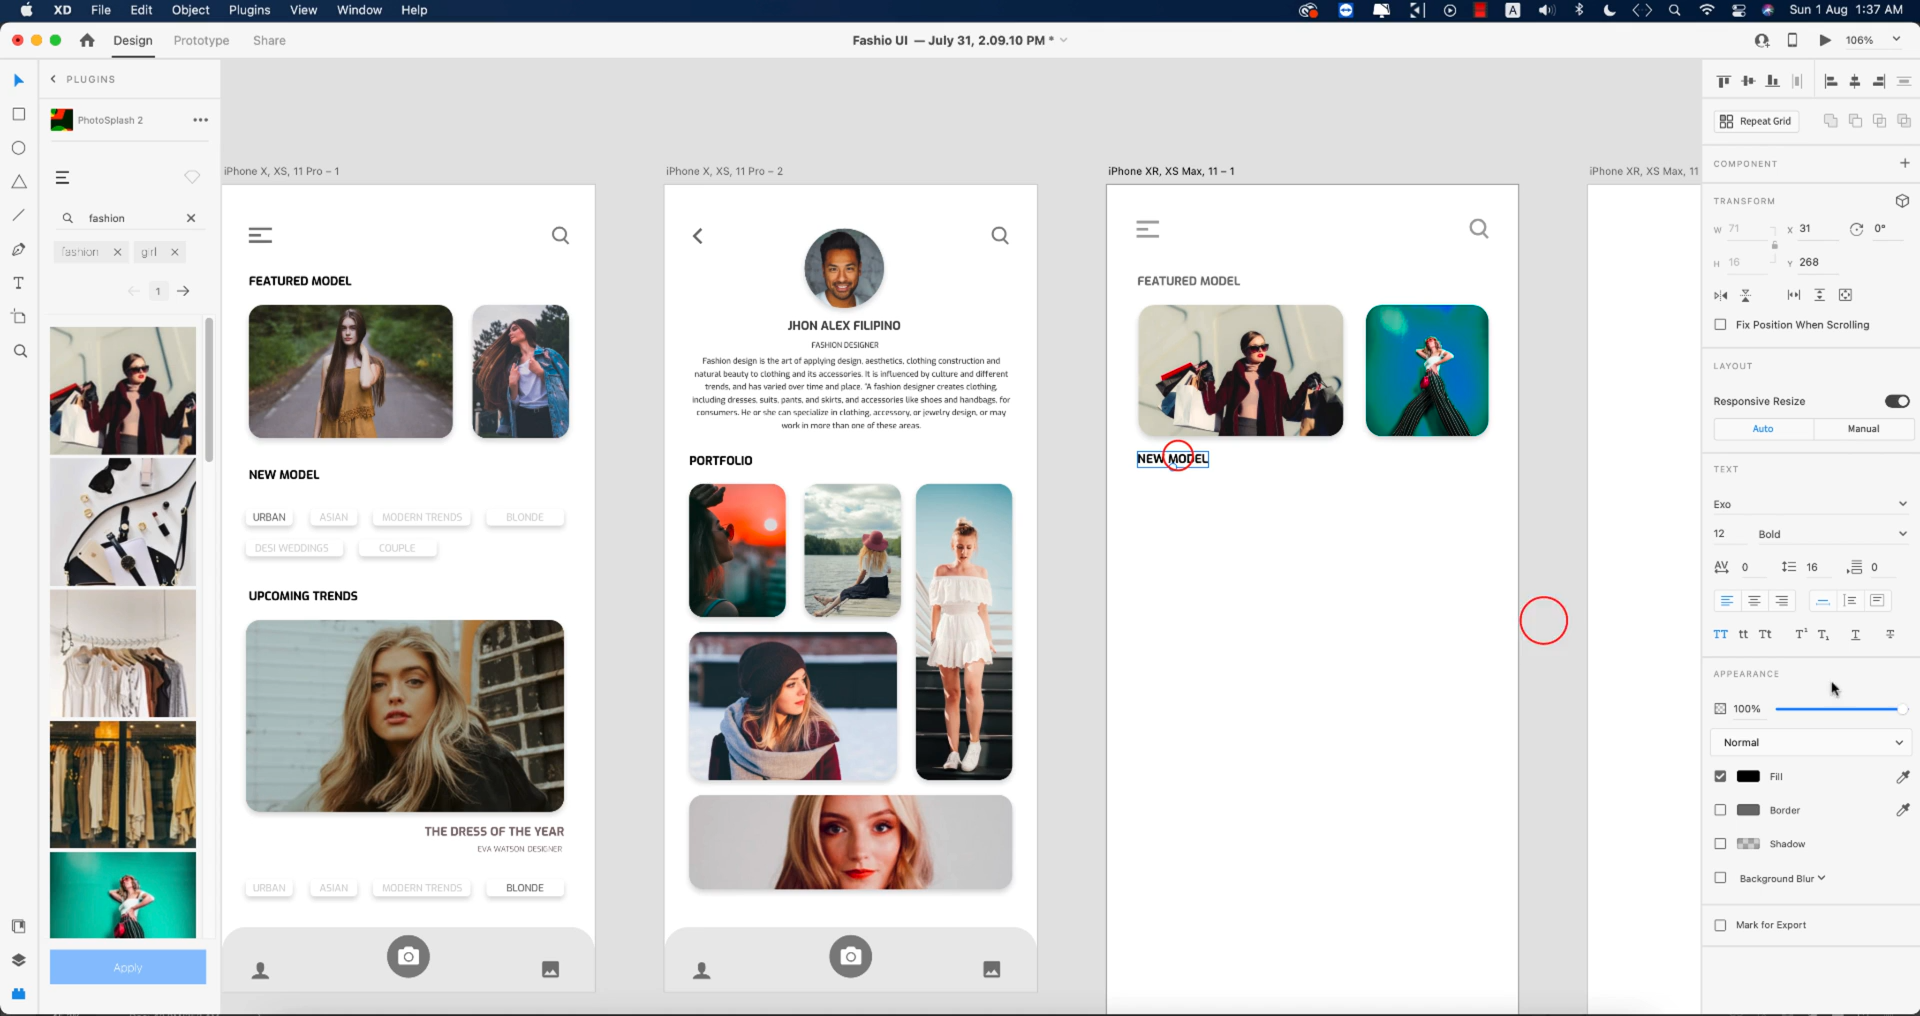 XD File Edit Object Plugins View Window Help
A
Sun 1 Aug 1:37 AM
Design Prototype Share
Fashio UI — July 31, 2.09.10 PM *
106%
PLUGINS
PhotoSplash 2
fashion
fashion girl
1
Apply
iPhone X, XS, 11 Pro – 1
FEATURED MODEL
NEW MODEL
URBAN ASIAN MODERN TRENDS BLONDE
DESI WEDDINGS COUPLE
UPCOMING TRENDS
THE DRESS OF THE YEAR
EVA WATSON DESIGNER
URBAN ASIAN MODERN TRENDS BLONDE
iPhone X, XS, 11 Pro – 2
JHON ALEX FILIPINO
FASHION DESIGNER
Fashion design is the art of applying design, aesthetics, clothing construction and
natural beauty to clothing and its accessories. It is influenced by culture and different
trends, and has varied over time and place. "A fashion designer creates clothing,
including dresses, suits, pants, and skirts, and accessories like shoes and handbags, for
consumers. He or she can specialize in clothing, accessory, or jewelry design, or may
work in more than one of these areas.
PORTFOLIO
iPhone XR, XS Max, 11 – 1
FEATURED MODEL
NEW MODEL
iPhone XR, XS Max, 11
Repeat Grid
COMPONENT
TRANSFORM
W 71 X 31 0°
H 16 Y 268
Fix Position When Scrolling
LAYOUT
Responsive Resize
Auto Manual
TEXT
Exo
12 Bold
AV 0 16 0
TT tt Tt T¹ T₁ T T
APPEARANCE
100%
Normal
Fill
Border
Shadow
Background Blur
Mark for Export